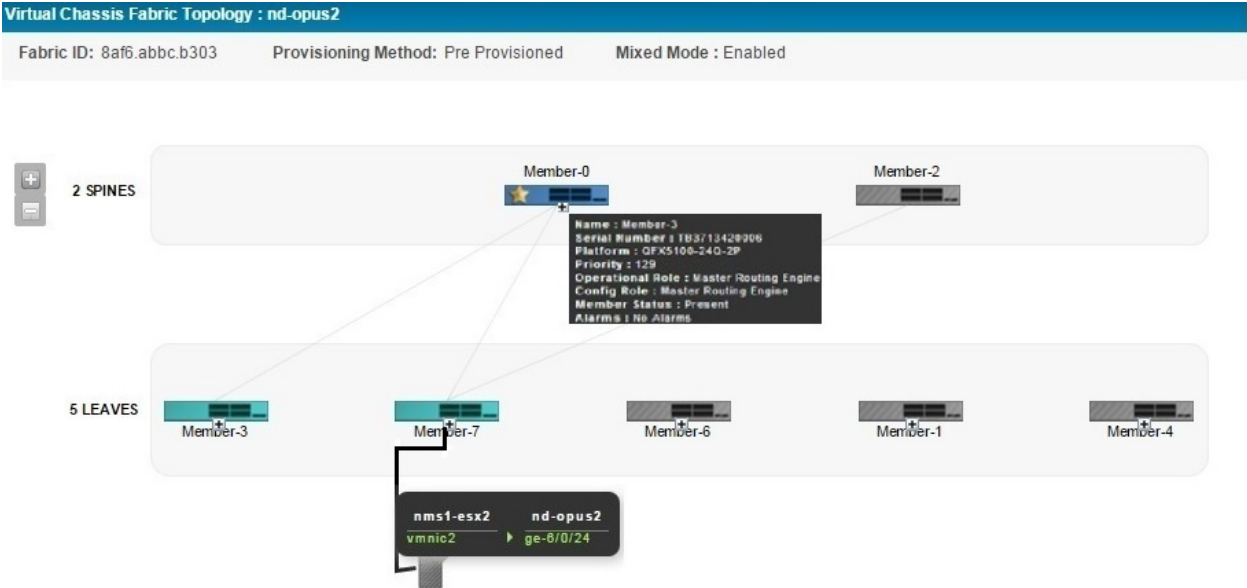 Virtual Chassis Fabric Topology : nd-opus2
Fabric ID: 8af6.abbc.b303 Provisioning Method: Pre Provisioned Mixed Mode : Enabled
2 SPINES
Member-0 Member-2
Name : Member-3
Serial Number : TB3713420006
Platform : QFX5100-24Q-2P
Priority : 129
Operational Role : Master Routing Engine
Config Role : Master Routing Engine
Member Status : Present
Alarms : No Alarms
5 LEAVES
Member-3 Member-7 Member-6 Member-1 Member-4
nms1-esx2 nd-opus2
vmnic2 ge-6/0/24